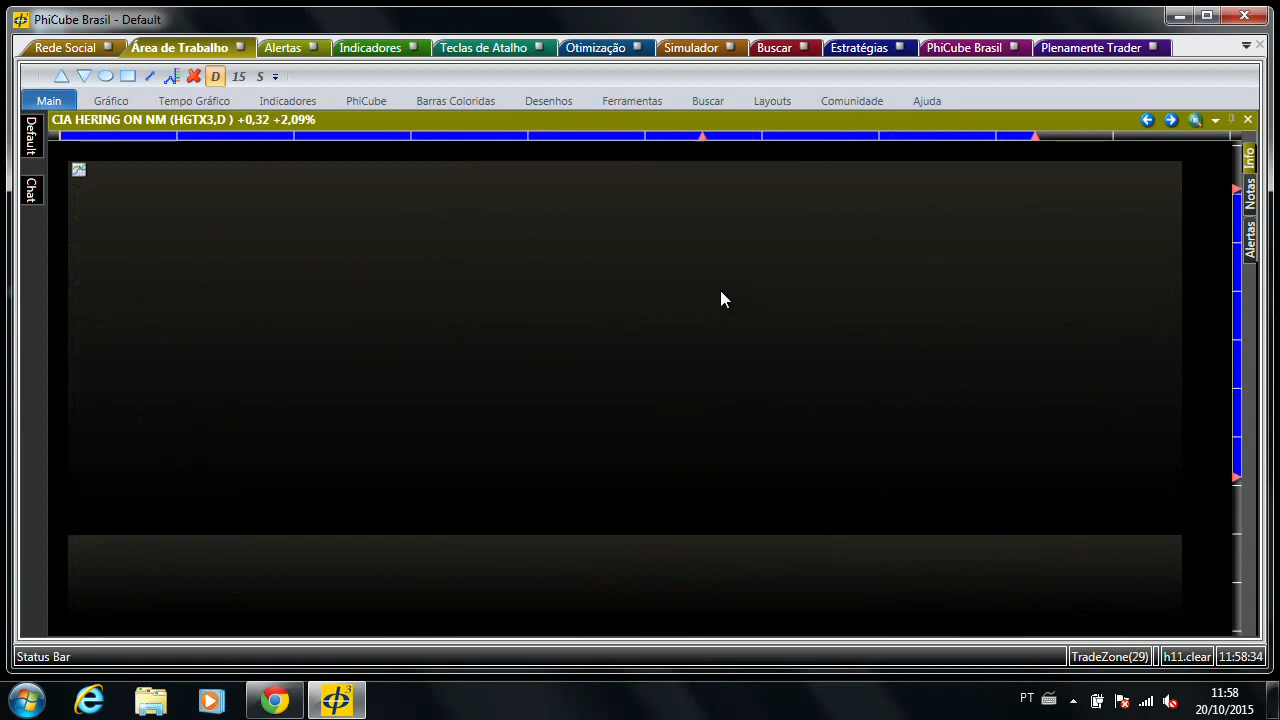 PhiCube Brasil - Default
Rede Social Área de Trabalho Alertas Indicadores Teclas de Atalho Otimização Simulador Buscar Estratégias PhiCube Brasil Plenamente Trader
D 15 S
Main Gráfico Tempo Gráfico Indicadores PhiCube Barras Coloridas Desenhos Ferramentas Buscar Layouts Comunidade Ajuda
CIA HERING ON NM (HGTX3,D ) +0,32 +2,09%
Default
Chat
Info
Notas
Alertas
Status Bar TradeZone(29) h11.clear 11:58:34
3
PT 11:58
20/10/2015